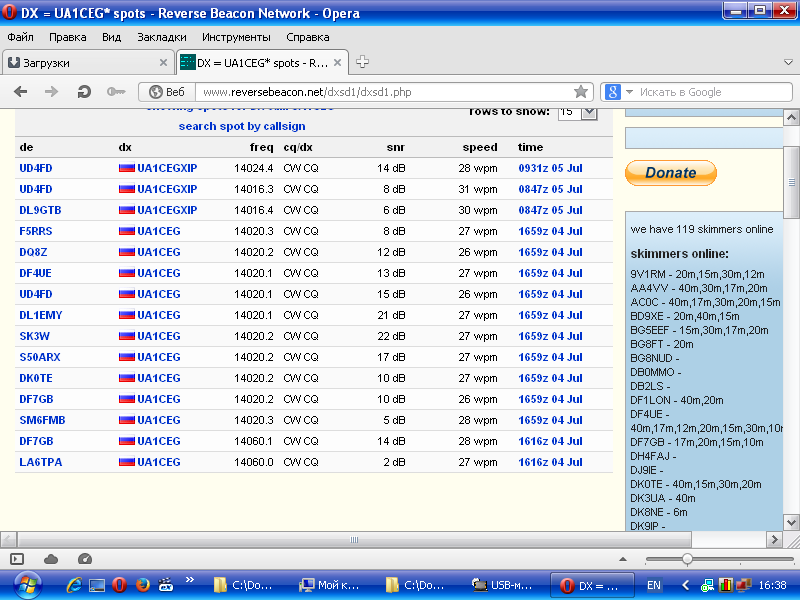 DX = UA1CEG* spots - Reverse Beacon Network - Opera
Файл Правка Вид Закладки Инструменты Справка
Загрузки
DX = UA1CEG* spots - R...
Веб
www.reversebeacon.net/dxsd1/dxsd1.php
Искать в Google
rows to show: 15
search spot by callsign
de dx freq cq/dx snr speed time
UD4FD UA1CEGXIP 14024.4 CW CQ 14 dB 28 wpm 0931z 05 Jul
UD4FD UA1CEGXIP 14016.3 CW CQ 8 dB 31 wpm 0847z 05 Jul
DL9GTB UA1CEGXIP 14016.4 CW CQ 6 dB 30 wpm 0847z 05 Jul
F5RRS UA1CEG 14020.3 CW CQ 8 dB 27 wpm 1659z 04 Jul
DQ8Z UA1CEG 14020.2 CW CQ 12 dB 26 wpm 1659z 04 Jul
DF4UE UA1CEG 14020.1 CW CQ 13 dB 27 wpm 1659z 04 Jul
UD4FD UA1CEG 14020.1 CW CQ 15 dB 26 wpm 1659z 04 Jul
DL1EMY UA1CEG 14020.1 CW CQ 21 dB 27 wpm 1659z 04 Jul
SK3W UA1CEG 14020.2 CW CQ 22 dB 27 wpm 1659z 04 Jul
S50ARX UA1CEG 14020.2 CW CQ 17 dB 27 wpm 1659z 04 Jul
DK0TE UA1CEG 14020.2 CW CQ 10 dB 27 wpm 1659z 04 Jul
DF7GB UA1CEG 14020.2 CW CQ 10 dB 26 wpm 1659z 04 Jul
SM6FMB UA1CEG 14020.3 CW CQ 5 dB 28 wpm 1659z 04 Jul
DF7GB UA1CEG 14060.1 CW CQ 14 dB 28 wpm 1616z 04 Jul
LA6TPA UA1CEG 14060.0 CW CQ 2 dB 27 wpm 1616z 04 Jul
Donate
we have 119 skimmers online
skimmers online:
9V1RM - 20m,15m,30m,12m
AA4VV - 40m,30m,17m,20m
AC0C - 40m,17m,30m,20m,15m
BD9XE - 20m,40m,15m
BG5EEF - 15m,30m,17m,20m
BG8FT - 20m
BG8NUD -
DB0MMO -
DB2LS -
DF1LON - 40m,20m
DF4UE -
40m,17m,12m,20m,15m,30m,10m
DF7GB - 17m,20m,15m,10m
DH4FAJ -
DJ9IE -
DK0TE - 40m,15m,30m,20m
DK3UA - 40m
DK8NE - 6m
DK9IP -
C:\Do...
Мой к...
C:\Do...
USB-м...
DX = ...
EN
16:38